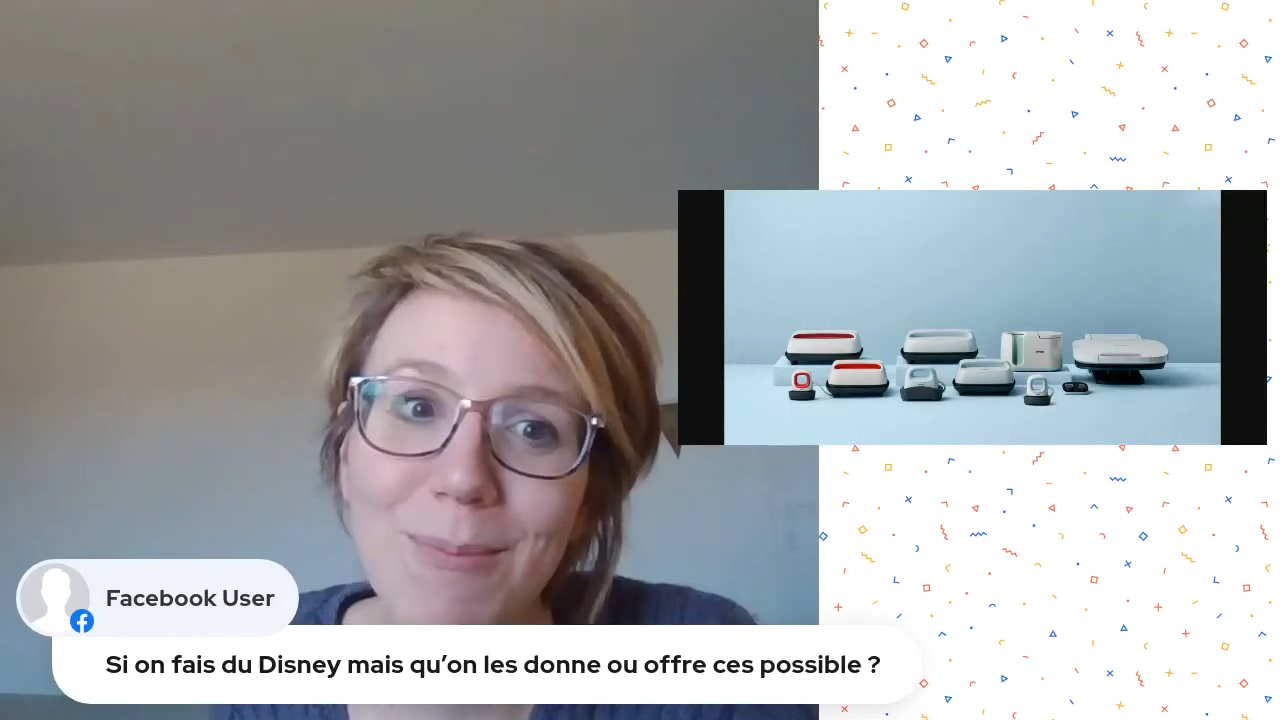 Facebook User
Si on fais du Disney mais qu’on les donne ou offre ces possible ?